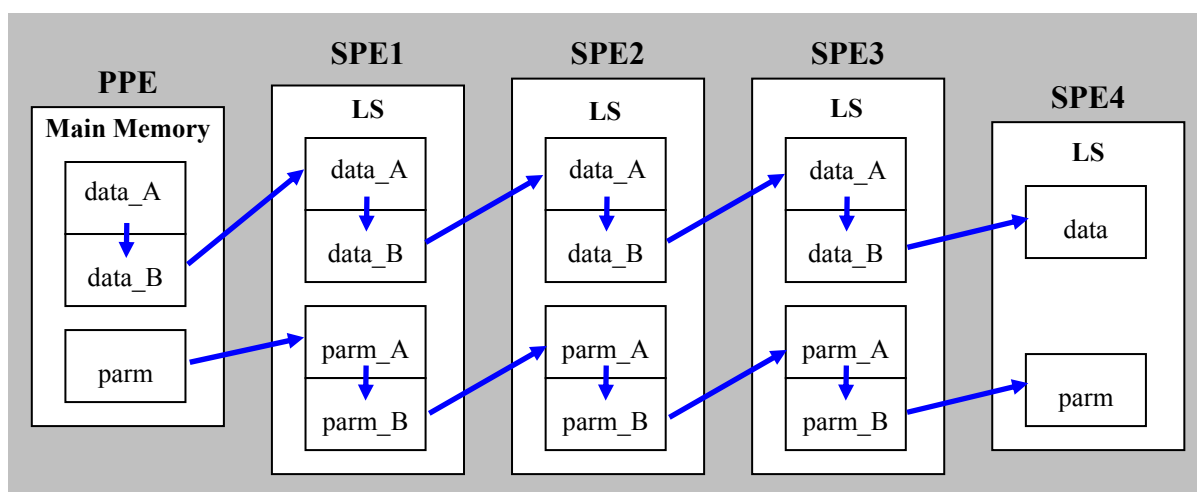 PPE
Main Memory
data_A
data_B
parm
SPE1
LS
data_A
data_B
parm_A
parm_B
SPE2
LS
data_A
data_B
parm_A
parm_B
SPE3
LS
data_A
data_B
parm_A
parm_B
SPE4
LS
data
parm